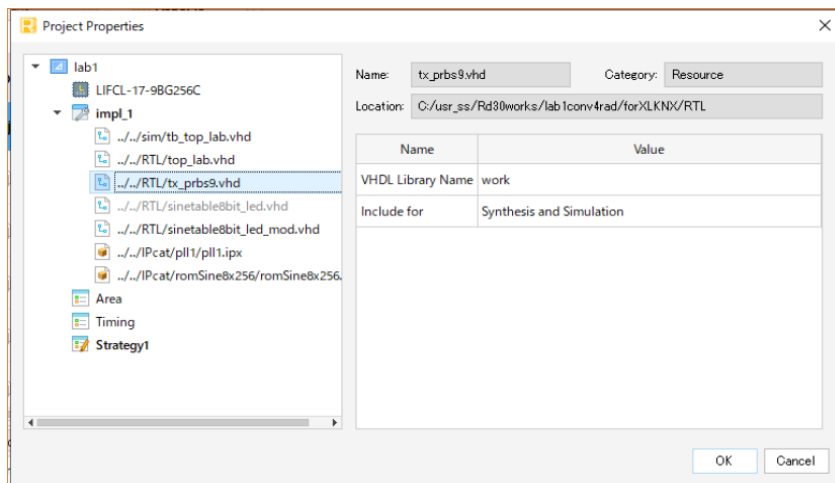 Project Properties
lab1
LIFCL-17-9BG256C
impl_1
../../sim/tb_top_lab.vhd
../../RTL/top_lab.vhd
../../RTL/tx_prbs9.vhd
../../RTL/sinetable8bit_led.vhd
../../RTL/sinetable8bit_led_mod.vhd
../../IPcat/pll1/pll1.ipx
../../IPcat/romSine8x256/romSine8x256.
Area
Timing
Strategy1
Name: tx_prbs9.vhd Category: Resource
Location: C:/usr_ss/Rd30works/lab1conv4rad/forXLKNX/RTL
Name Value
VHDL Library Name work
Include for Synthesis and Simulation
OK Cancel